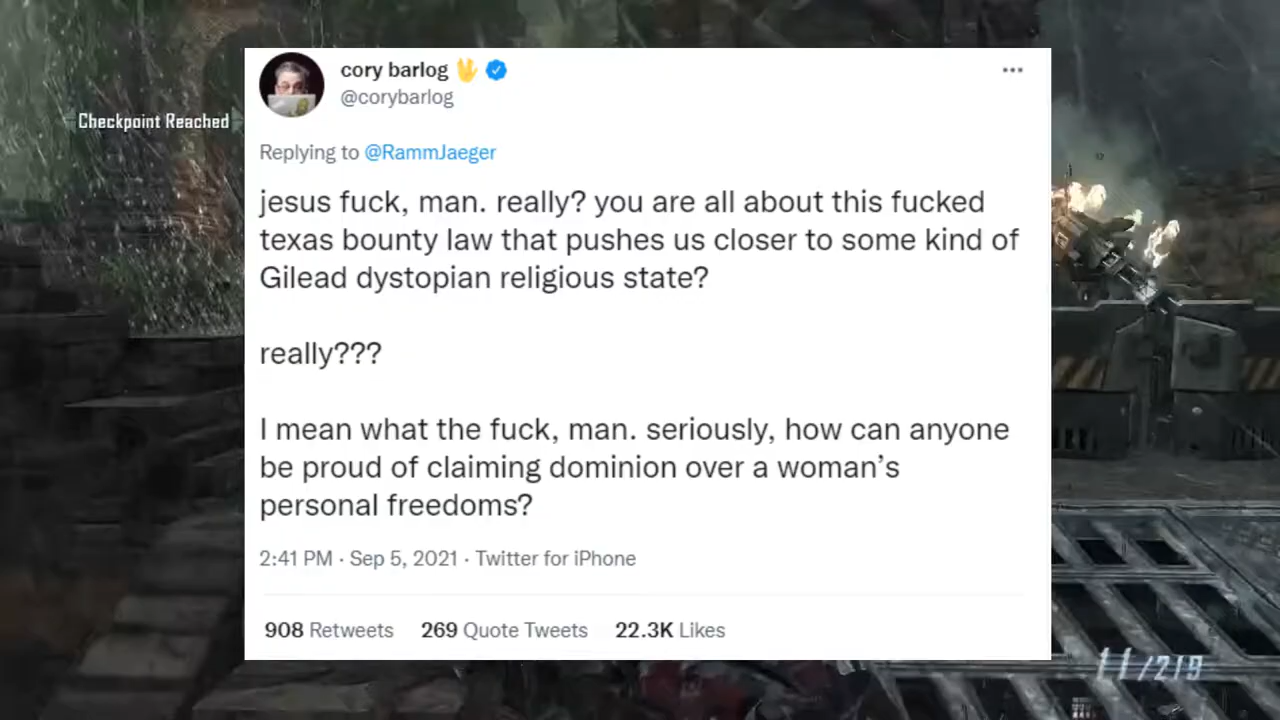 cory barlog 🖖
@corybarlog
Checkpoint Reached
Replying to @RammJaeger
jesus fuck, man. really? you are all about this fucked
texas bounty law that pushes us closer to some kind of
Gilead dystopian religious state?
really???
I mean what the fuck, man. seriously, how can anyone
be proud of claiming dominion over a woman’s
personal freedoms?
2:41 PM · Sep 5, 2021 · Twitter for iPhone
908 Retweets 269 Quote Tweets 22.3K Likes
11/219